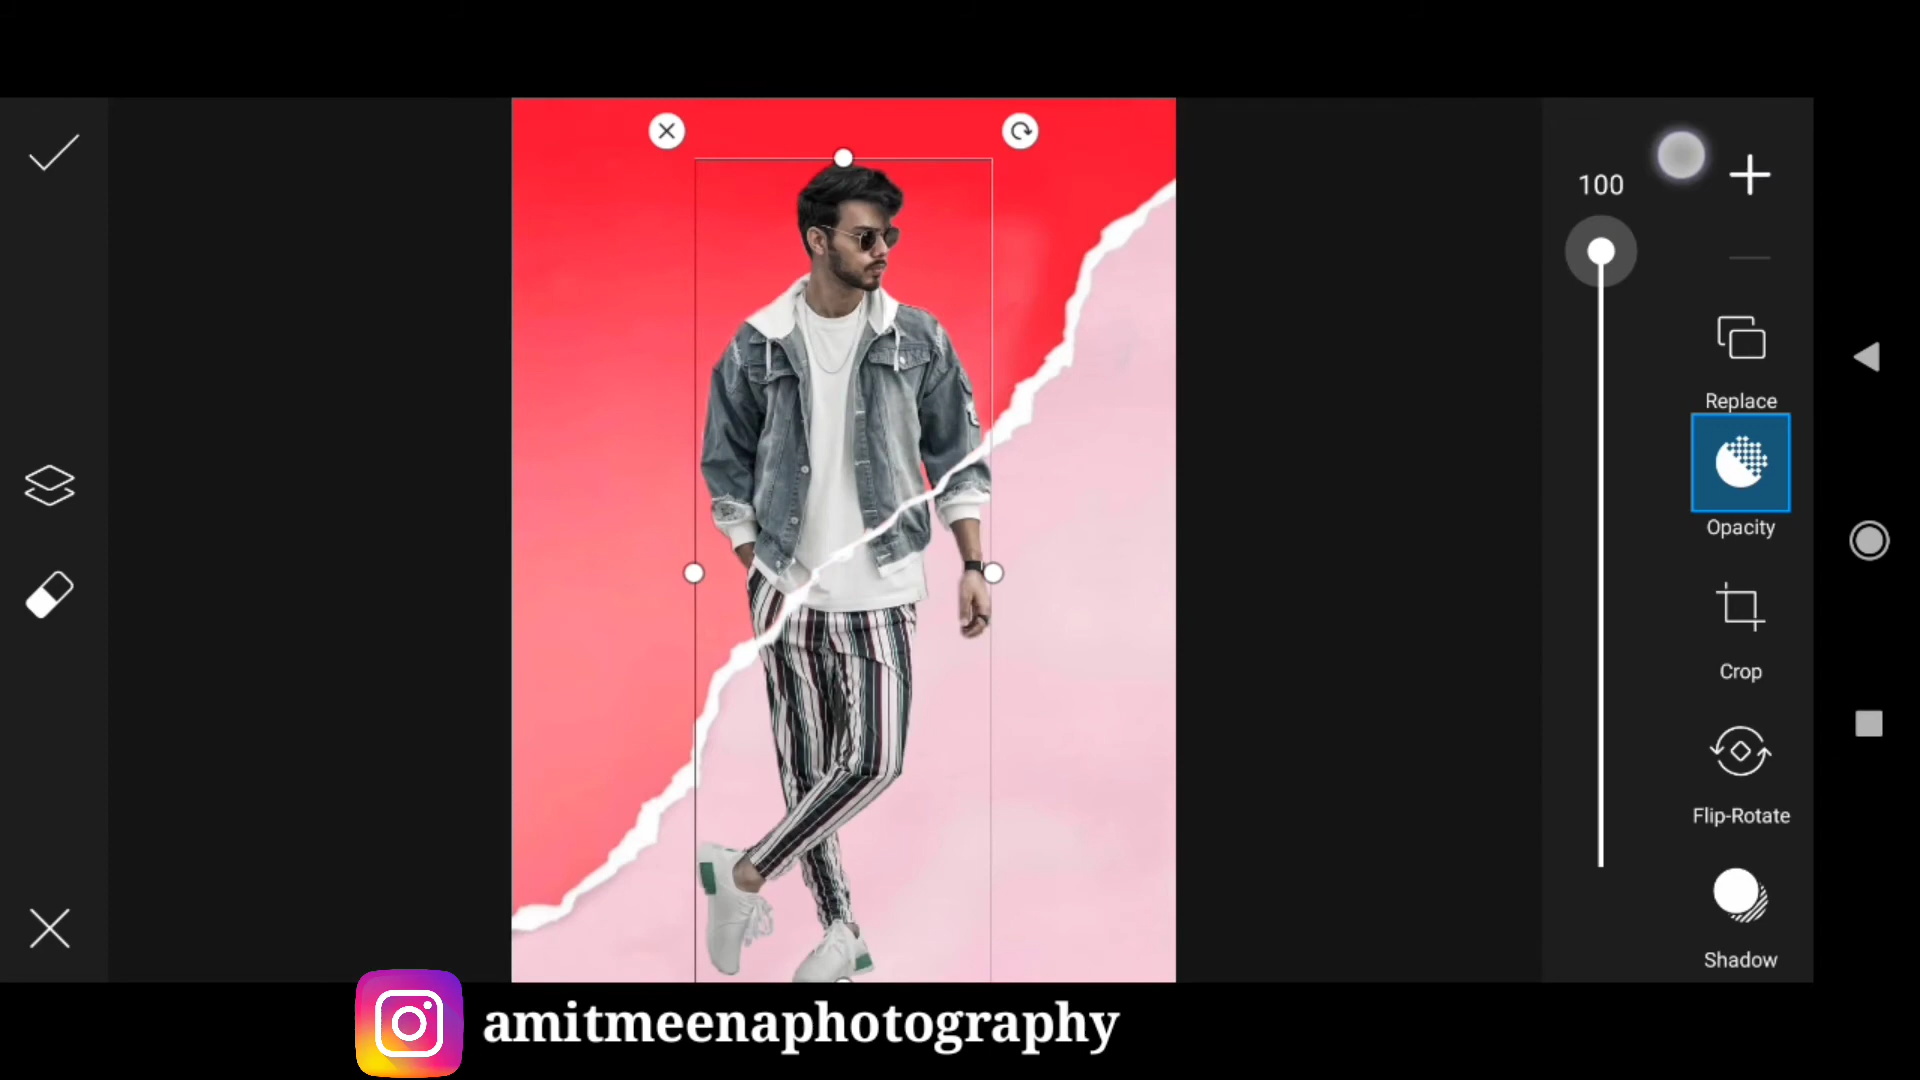 100
Replace
Opacity
Crop
Flip-Rotate
Shadow
amitmeenaphotography